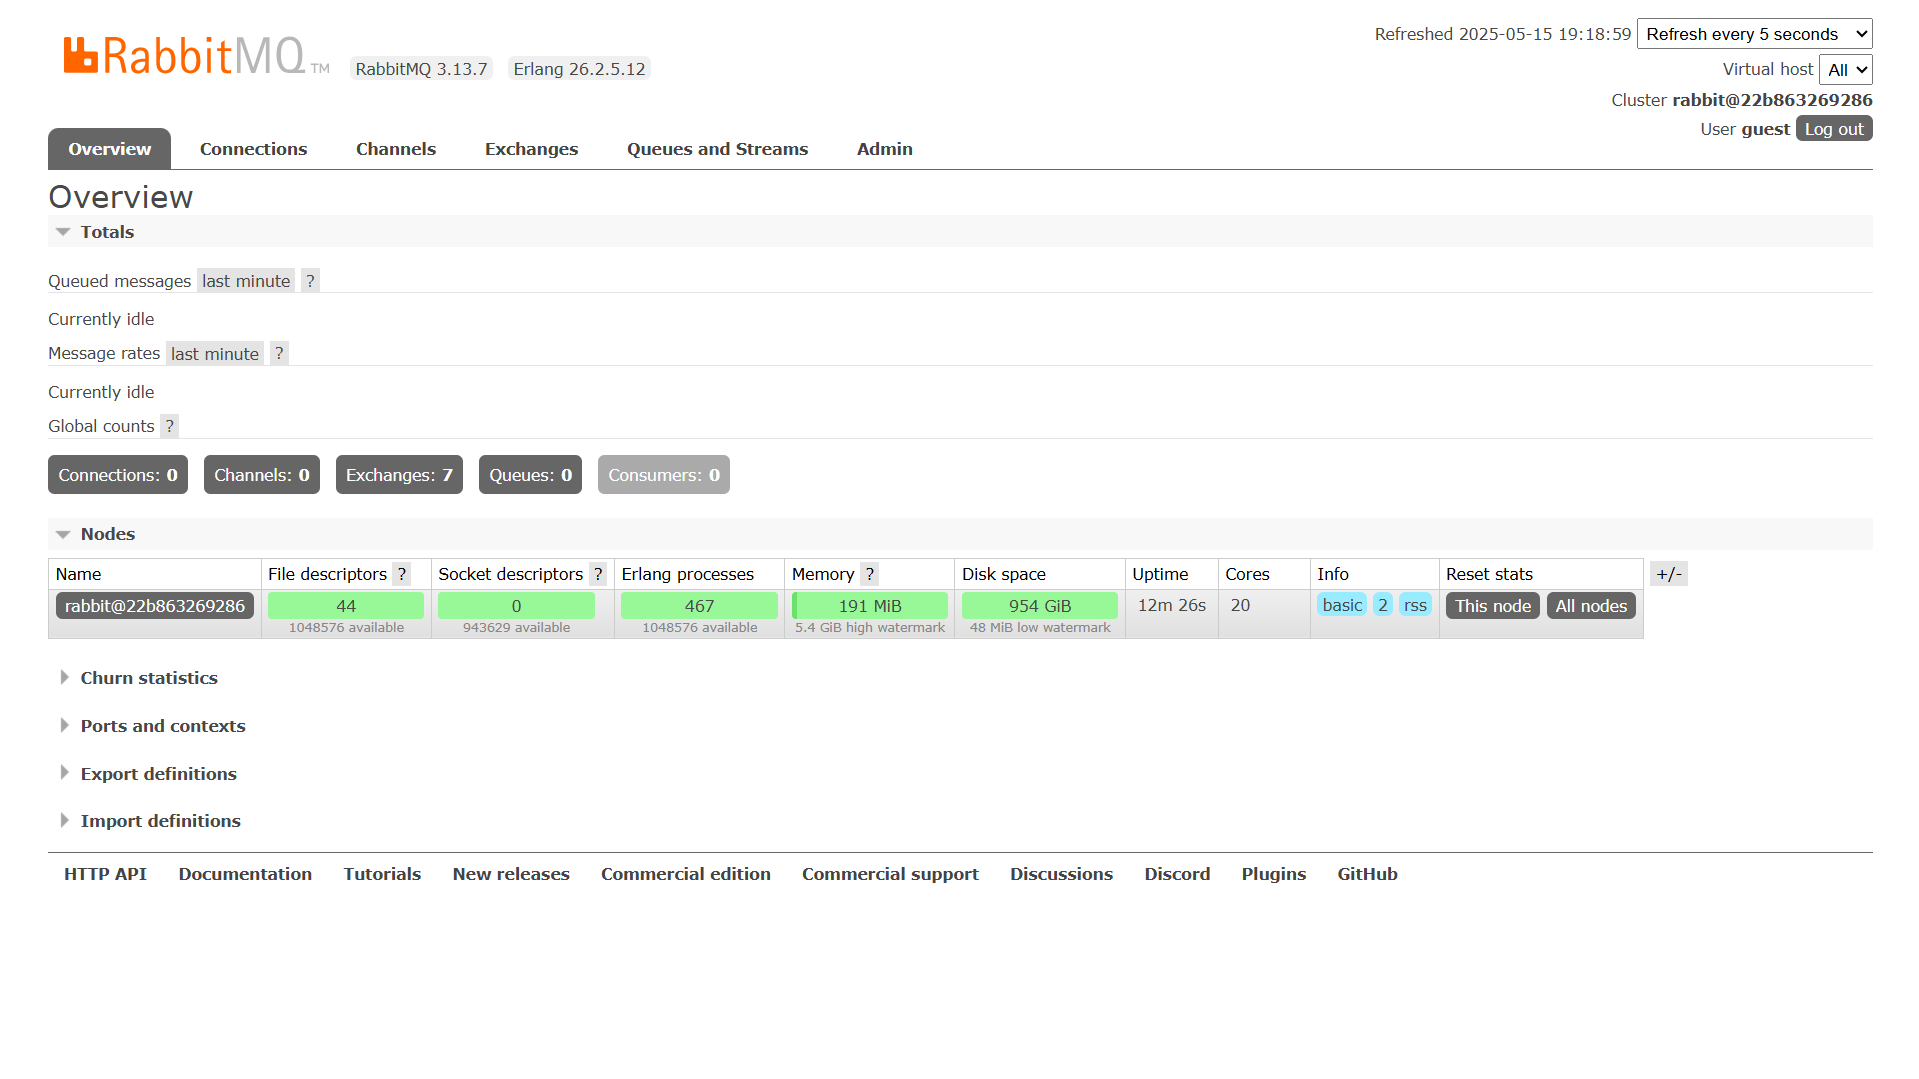 RabbitMQ TM RabbitMQ 3.13.7 Erlang 26.2.5.12
Refreshed 2025-05-15 19:18:59 Refresh every 5 seconds
Virtual host All
Cluster rabbit@22b863269286
User guest Log out
Overview Connections Channels Exchanges Queues and Streams Admin
Overview
Totals
Queued messages last minute ?
Currently idle
Message rates last minute ?
Currently idle
Global counts ?
Connections: 0 Channels: 0 Exchanges: 7 Queues: 0 Consumers: 0
Nodes
Name File descriptors ? Socket descriptors ? Erlang processes Memory ? Disk space Uptime Cores Info Reset stats +/-
rabbit@22b863269286 44 0 467 191 MiB 954 GiB 12m 26s 20 basic 2 rss This node All nodes
1048576 available 943629 available 1048576 available 5.4 GiB high watermark 48 MiB low watermark
Churn statistics
Ports and contexts
Export definitions
Import definitions
HTTP API Documentation Tutorials New releases Commercial edition Commercial support Discussions Discord Plugins GitHub